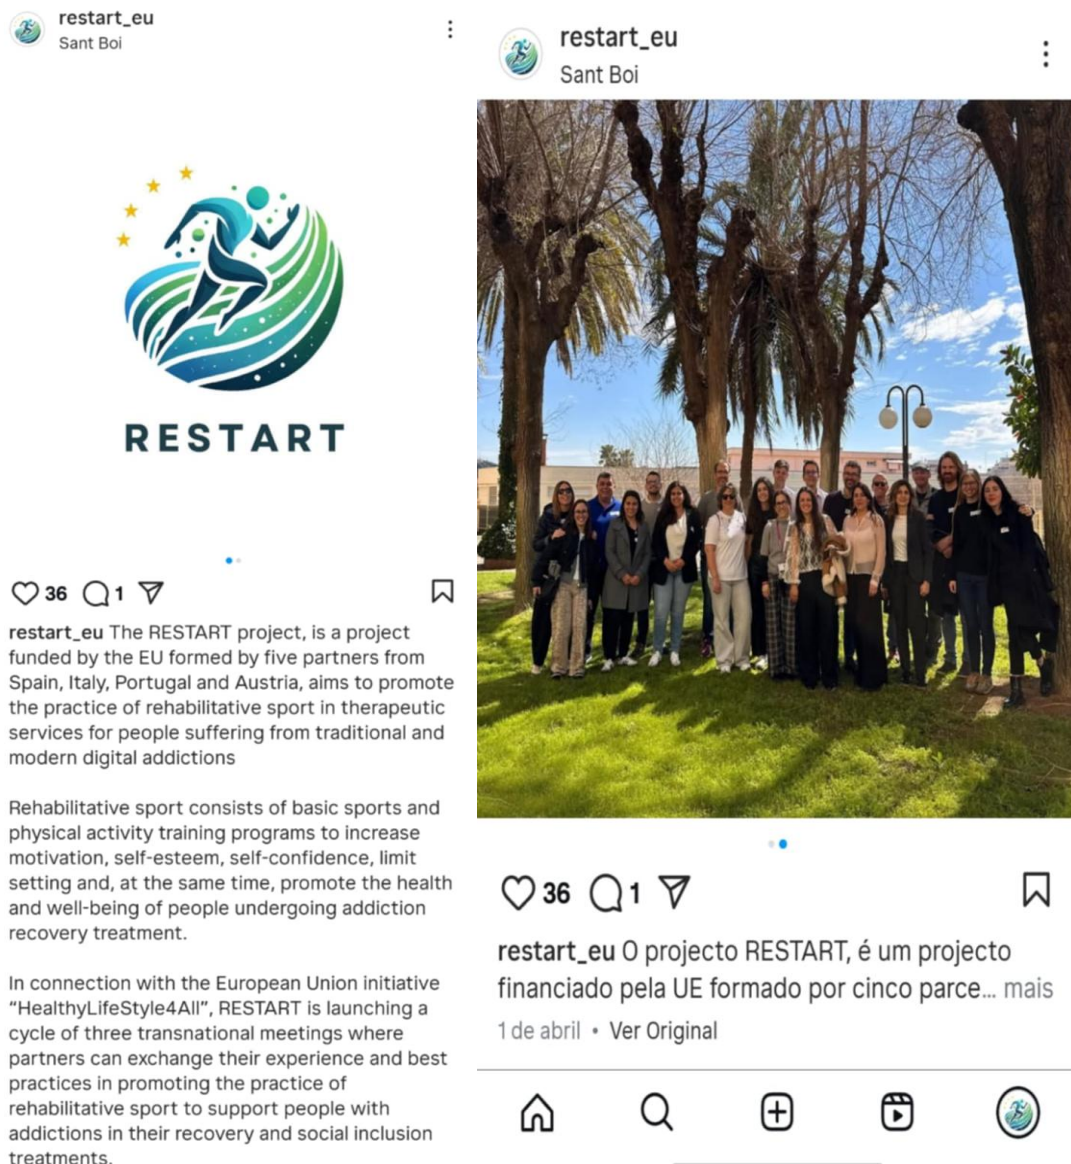 restart_eu
Sant Boi
RESTART
36 1
restart_eu The RESTART project, is a project
funded by the EU formed by five partners from
Spain, Italy, Portugal and Austria, aims to promote
the practice of rehabilitative sport in therapeutic
services for people suffering from traditional and
modern digital addictions
Rehabilitative sport consists of basic sports and
physical activity training programs to increase
motivation, self-esteem, self-confidence, limit
setting and, at the same time, promote the health
and well-being of people undergoing addiction
recovery treatment.
In connection with the European Union initiative
“HealthyLifeStyle4All”, RESTART is launching a
cycle of three transnational meetings where
partners can exchange their experience and best
practices in promoting the practice of
rehabilitative sport to support people with
addictions in their recovery and social inclusion
treatments.
restart_eu
Sant Boi
36 1
restart_eu O projecto RESTART, é um projecto
financiado pela UE formado por cinco parce... mais
1 de abril • Ver Original